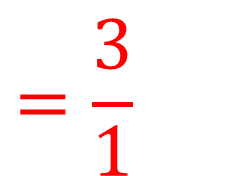 = 3/1